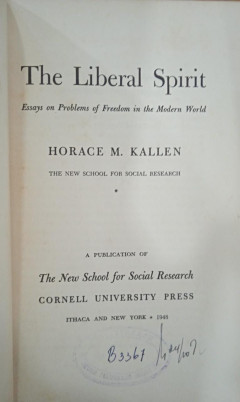 The Liberal Spirit
Essays on Problems of Freedom in the Modern World
HORACE M. KALLEN
THE NEW SCHOOL FOR SOCIAL RESEARCH
*
A PUBLICATION OF
The New School for Social Research
CORNELL UNIVERSITY PRESS
ITHACA AND NEW YORK • 1948
B3367